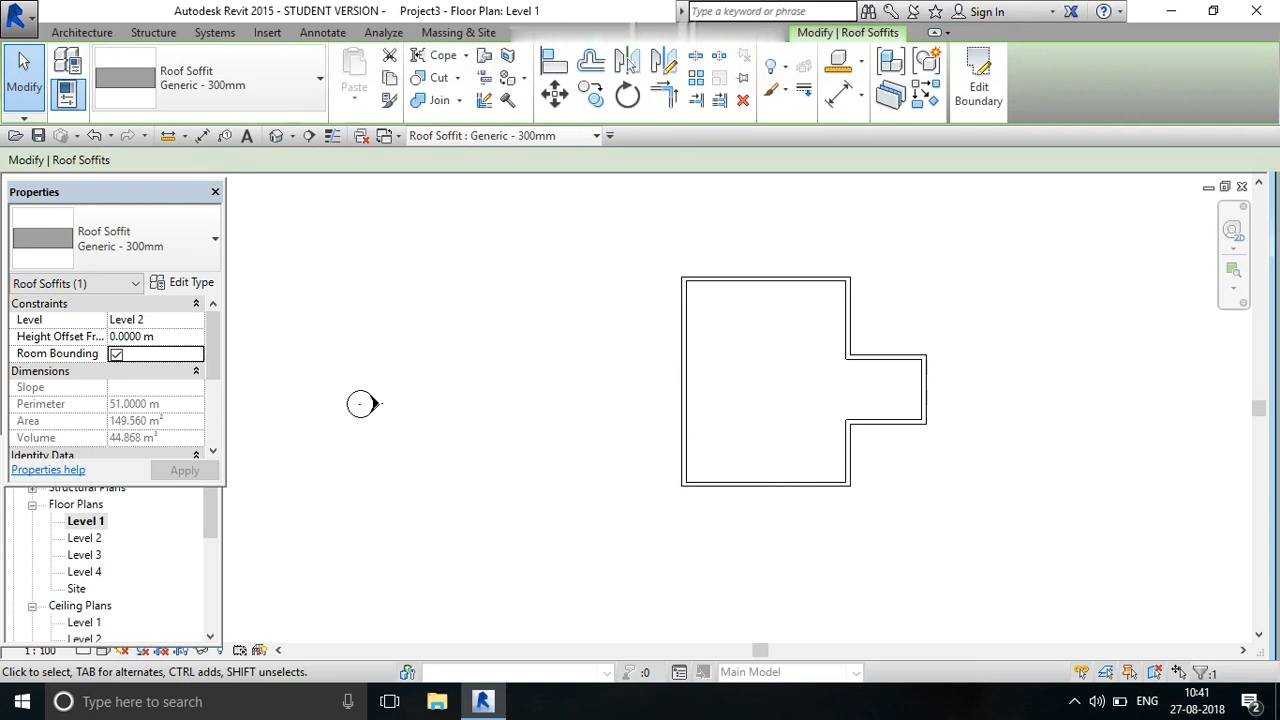 Autodesk Revit 2015 - STUDENT VERSION - Project3 - Floor Plan: Level 1
Type a keyword or phrase
Sign In
Architecture Structure Systems Insert Annotate Analyze Massing & Site Modify | Roof Soffits
Modify
Roof Soffit
Generic - 300mm
Paste
Cope
Cut
Join
Edit
Boundary
Roof Soffit : Generic - 300mm
Modify | Roof Soffits
Properties
Roof Soffit
Generic - 300mm
Roof Soffits (1) Edit Type
Constraints
Level Level 2
Height Offset Fr... 0.0000 m
Room Bounding
Dimensions
Slope
Perimeter 51.0000 m
Area 149.560 m²
Volume 44.868 m³
Identity Data
Properties help Apply
Structural Plans
Floor Plans
Level 1
Level 2
Level 3
Level 4
Site
Ceiling Plans
Level 1
Level 2
2D
1 : 100
Click to select, TAB for alternates, CTRL adds, SHIFT unselects.
:0
Main Model
:1
Type here to search
ENG
10:41
27-08-2018
2